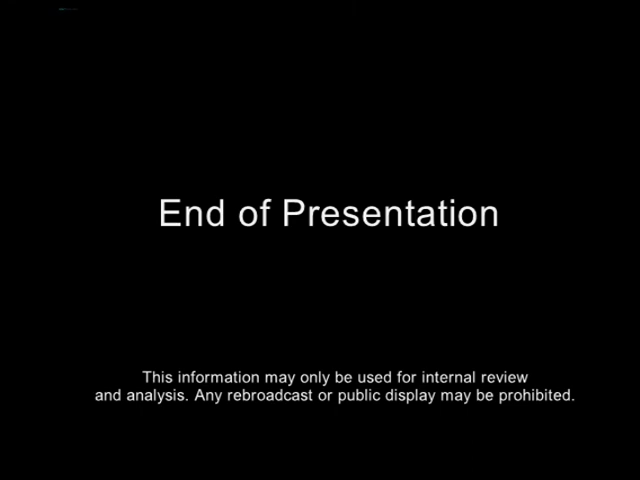 End of Presentation
This information may only be used for internal review
and analysis. Any rebroadcast or public display may be prohibited.